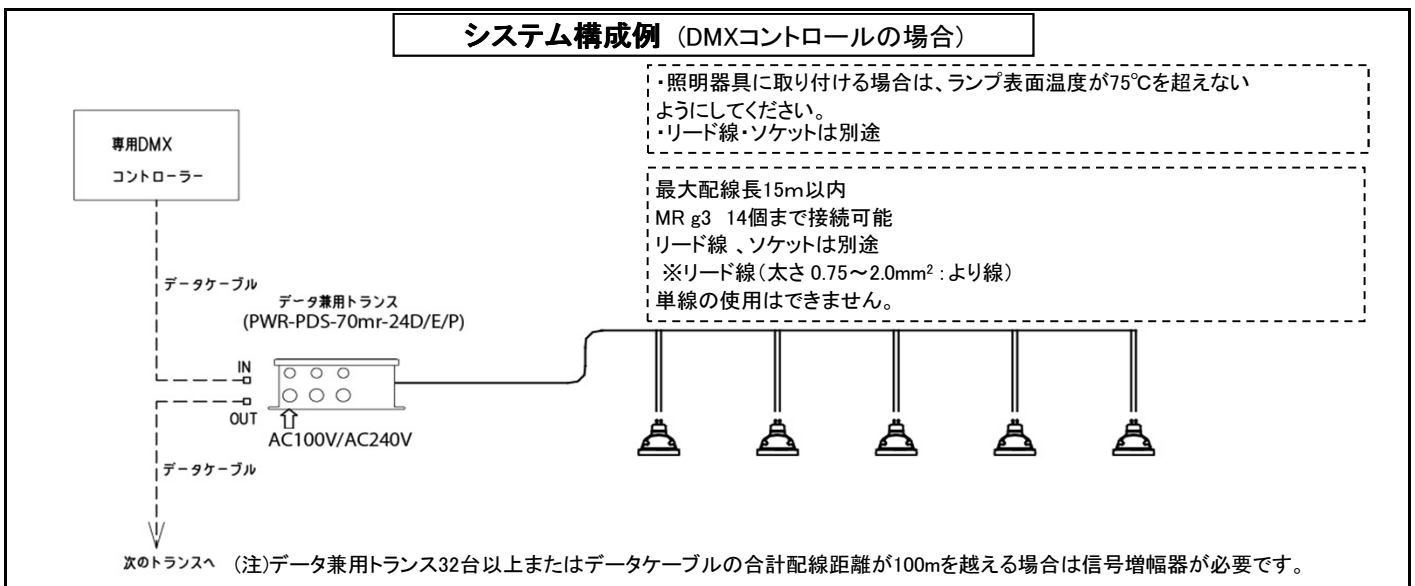 システム構成例 (DMXコントロールの場合)
・照明器具に取り付ける場合は、ランプ表面温度が75℃を超えない
ようにしてください。
・リード線・ソケットは別途
専用DMX
コントローラー
最大配線長15m以内
MR g3 14個まで接続可能
リード線 、ソケットは別途
※リード線(太さ 0.75～2.0mm²：より線)
単線の使用はできません。
データケーブル
データ兼用トランス
(PWR-PDS-70mr-24D/E/P)
IN
OUT
AC100V/AC240V
データケーブル
次のトランスへ (注)データ兼用トランス32台以上またはデータケーブルの合計配線距離が100mを越える場合は信号増幅器が必要です。